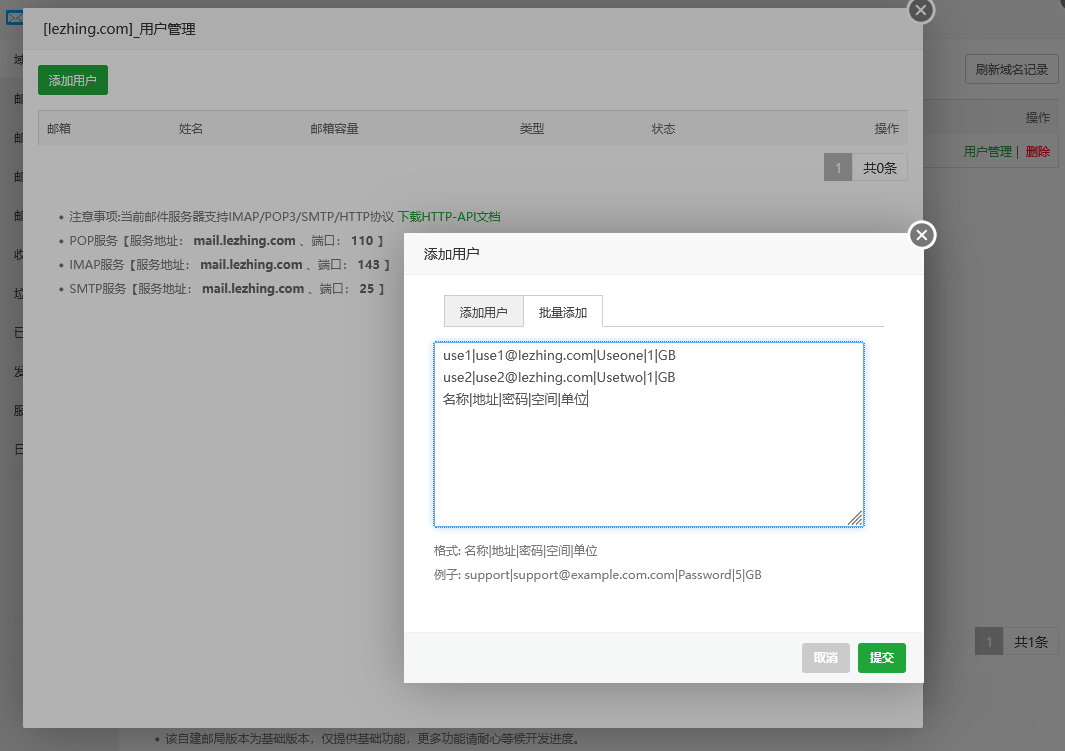 [lezhing.com]_用户管理
添加用户
刷新域名记录
邮箱 姓名 邮箱容量 类型 状态 操作
操作
用户管理 | 删除
1 共0条
注意事项:当前邮件服务器支持IMAP/POP3/SMTP/HTTP协议 下载HTTP-API文档
POP服务【服务地址： mail.lezhing.com 、端口： 110 】
IMAP服务【服务地址： mail.lezhing.com 、端口： 143 】
SMTP服务【服务地址： mail.lezhing.com 、端口： 25 】
添加用户
添加用户 批量添加
use1|use1@lezhing.com|Useone|1|GB
use2|use2@lezhing.com|Usetwo|1|GB
名称|地址|密码|空间|单位
格式: 名称|地址|密码|空间|单位
例子: support|support@example.com.com|Password|5|GB
取消 提交
1 共1条
该自建邮局版本为基础版本，仅提供基础功能，更多功能请耐心等候开发进度。